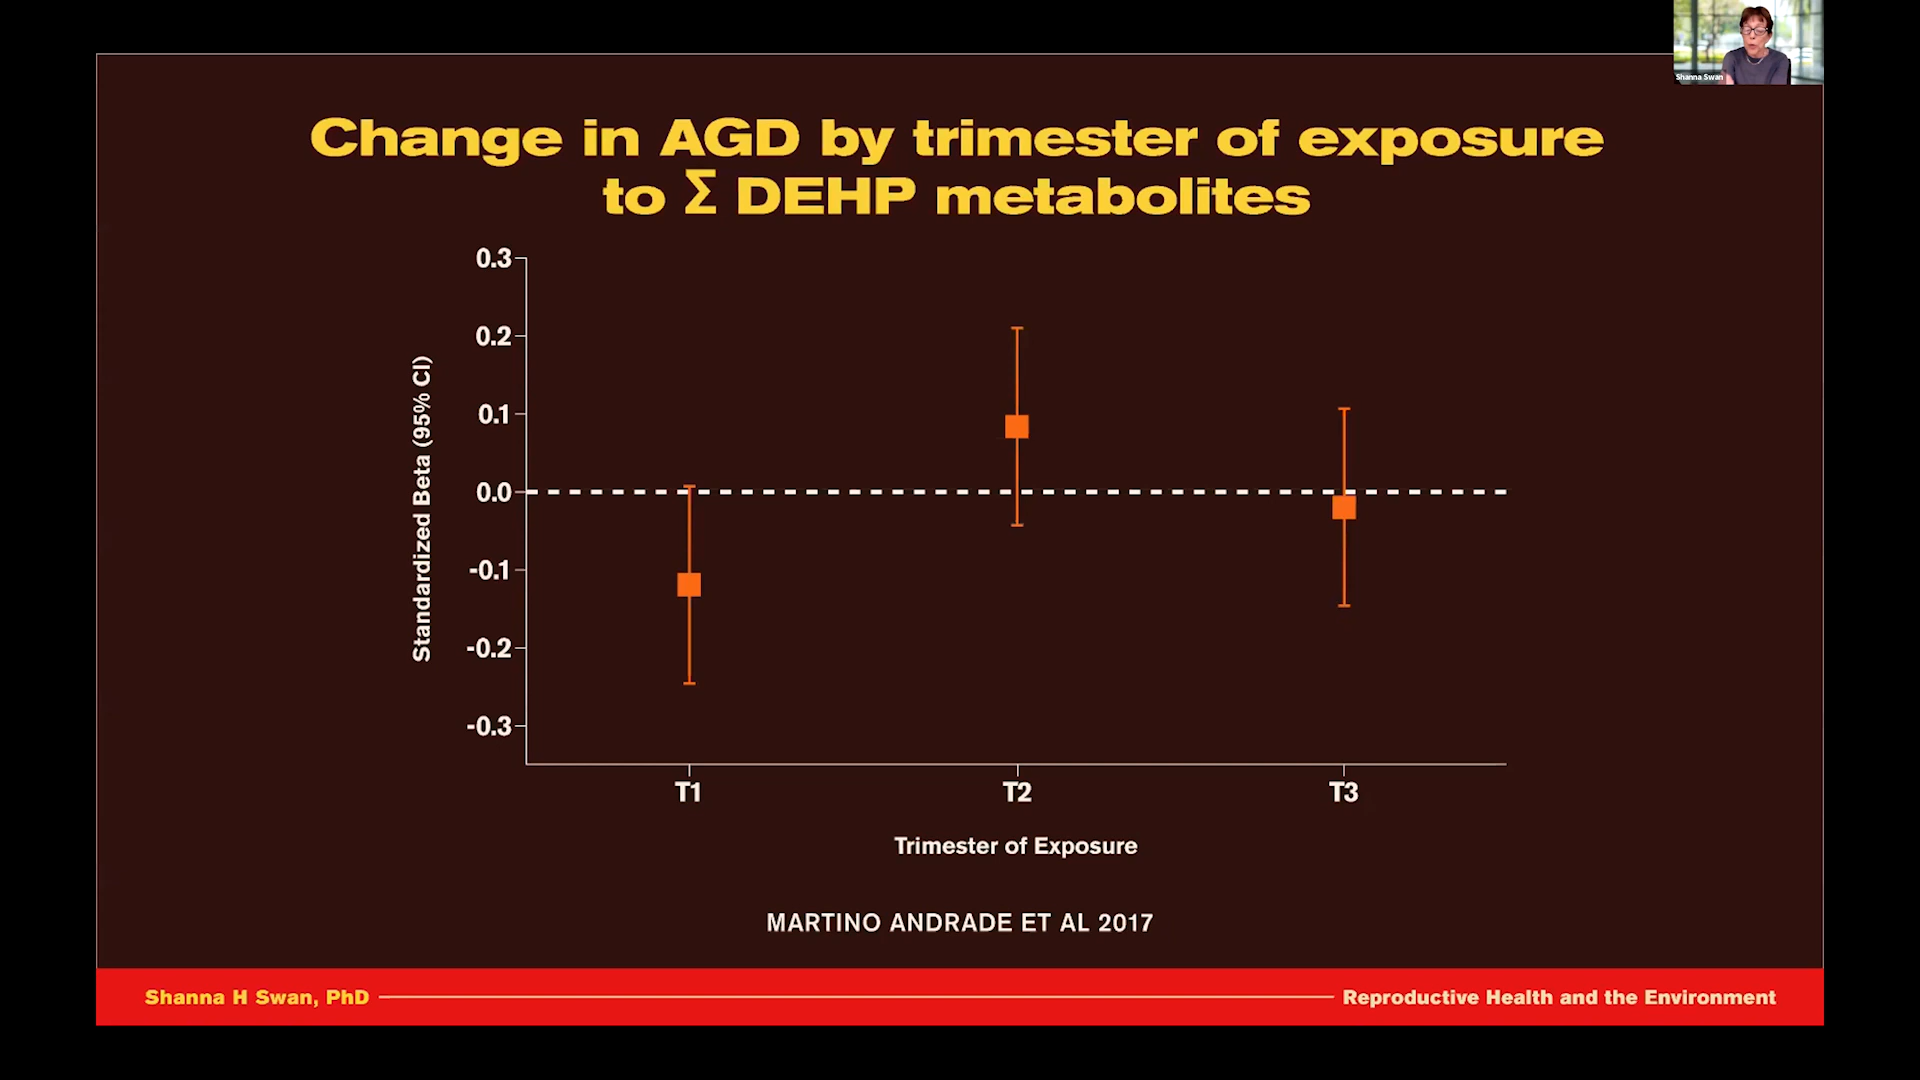 Shanna Swan
Change in AGD by trimester of exposure
to Σ DEHP metabolites
Standardized Beta (95% CI)
0.3
0.2
0.1
0.0
-0.1
-0.2
-0.3
T1 T2 T3
Trimester of Exposure
MARTINO ANDRADE ET AL 2017
Shanna H Swan, PhD Reproductive Health and the Environment